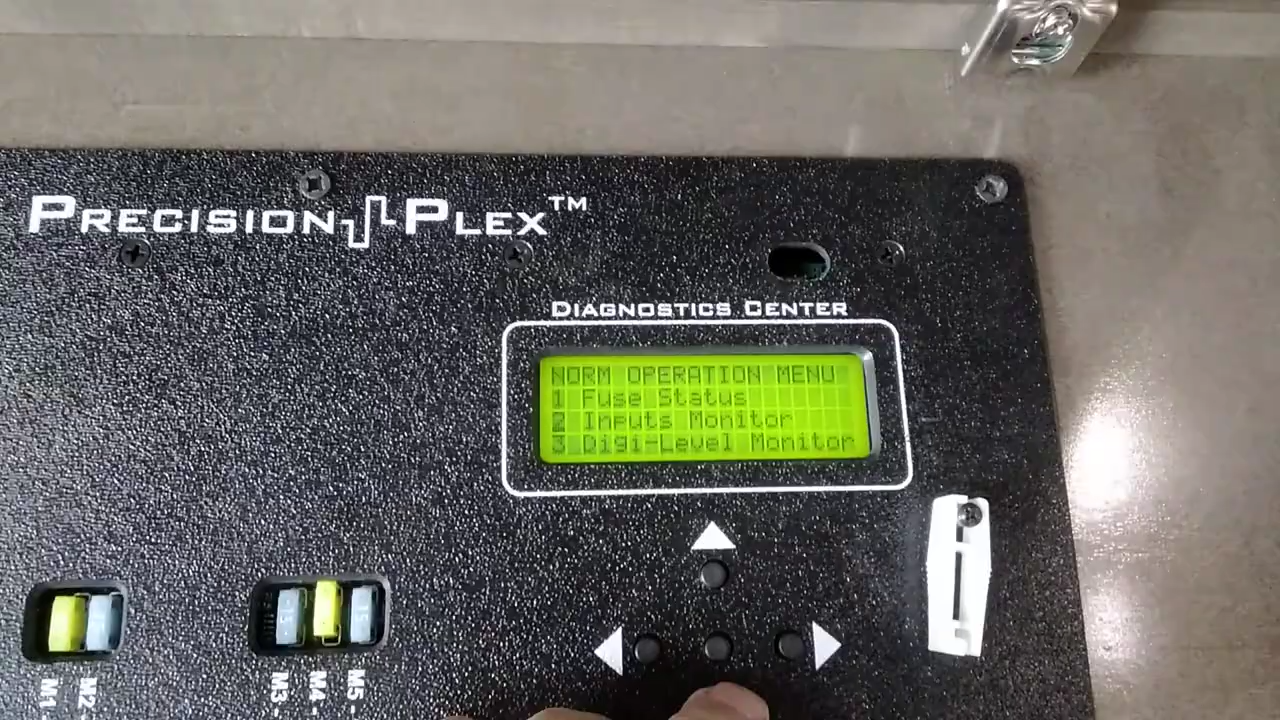 PRECISION PLEX™
DIAGNOSTICS CENTER
NORM OPERATION MENU
1 Fuse Status
2 Inputs Monitor
3 Digi-Level Monitor
M1 -
M2 -
M3 -
M4 -
M5 -